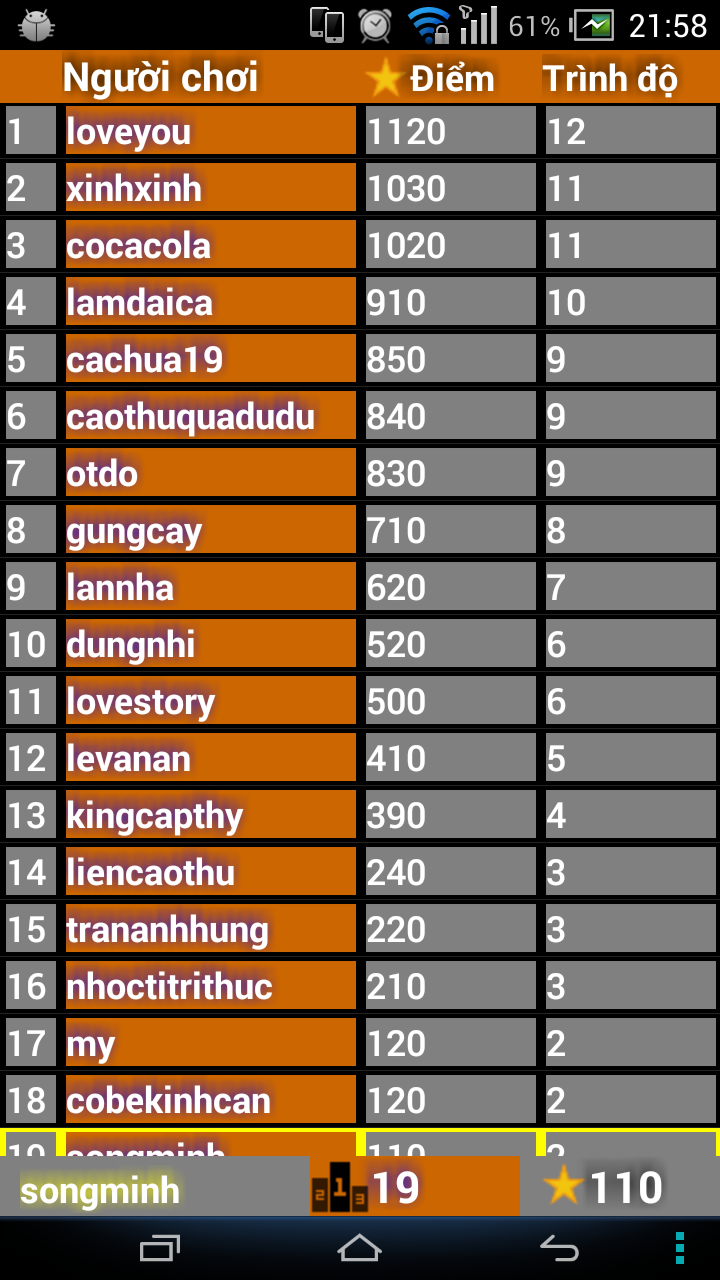 61% 21:58
Người chơi Điểm Trình độ
1 loveyou 1120 12
2 xinhxinh 1030 11
3 cocacola 1020 11
4 lamdaica 910 10
5 cachua19 850 9
6 caothuquadudu 840 9
7 otdo 830 9
8 gungcay 710 8
9 lannha 620 7
10 dungnhi 520 6
11 lovestory 500 6
12 levanan 410 5
13 kingcapthy 390 4
14 liencaothu 240 3
15 trananhhung 220 3
16 nhoctitrithuc 210 3
17 my 120 2
18 cobekinhcan 120 2
19 songminh 110 2
songminh 2 1 3 19 110